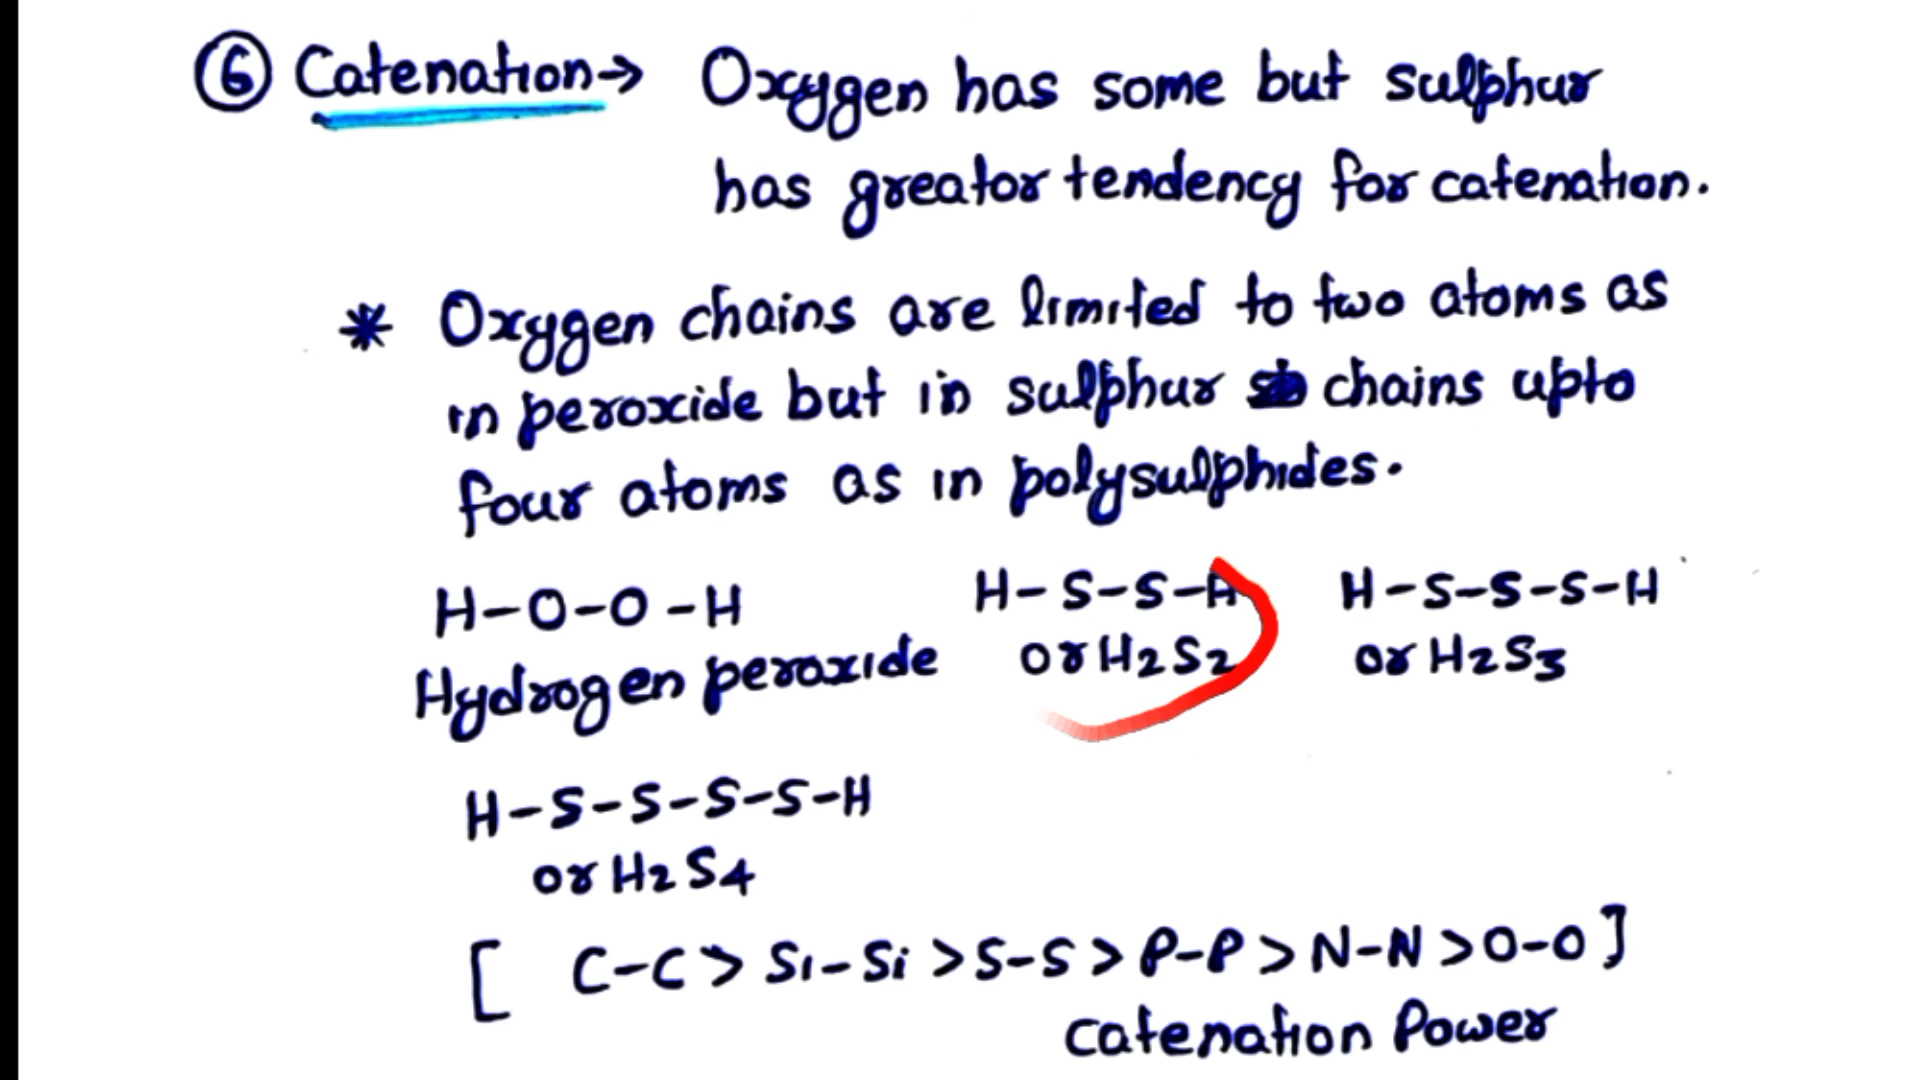 ⑥ Catenation→ Oxygen has some but sulphur
has greator tendency for catenation.
* Oxygen chains are limited to two atoms as
in peroxide but in sulphur chains upto
four atoms as in polysulphides.
H-O-O-H H-S-S-H H-S-S-S-H
Hydrogen peroxide or H2S2 or H2S3
H-S-S-S-S-H
or H2S4
[ C-C > Si-Si > S-S > P-P > N-N > O-O ]
Catenation Power